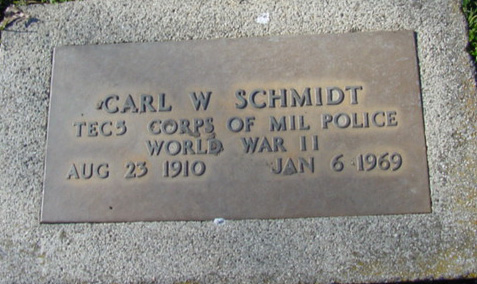 CARL W SCHMIDT
TEC5 CORPS OF MIL POLICE
WORLD WAR II
AUG 23 1910 JAN 6 1969